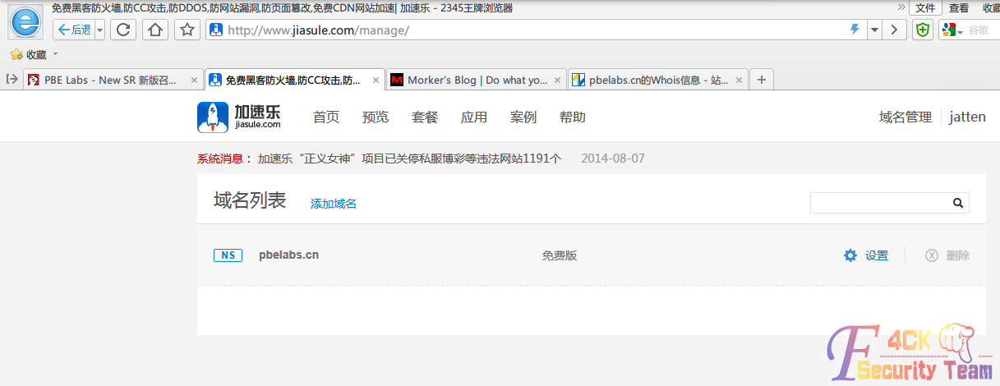 免费黑客防火墙,防CC攻击,防DDOS,防网站漏洞,防页面篡改,免费CDN网站加速| 加速乐 - 2345王牌浏览器
» 文件 查看 收藏
后退 http://www.jiasule.com/manage/ 谷歌
收藏
PBE Labs - New SR 新版召... × 免费黑客防火墙,防CC攻击,防... × Morker's Blog | Do what yo... × pbelabs.cn的Whois信息 - 站... × +
加速乐 jiasule.com 首页 预览 套餐 应用 案例 帮助 域名管理 jatten
系统消息： 加速乐“正义女神”项目已关停私服博彩等违法网站1191个 2014-08-07
域名列表 添加域名
NS pbelabs.cn 免费版 设置 删除
F4CK
Security Team